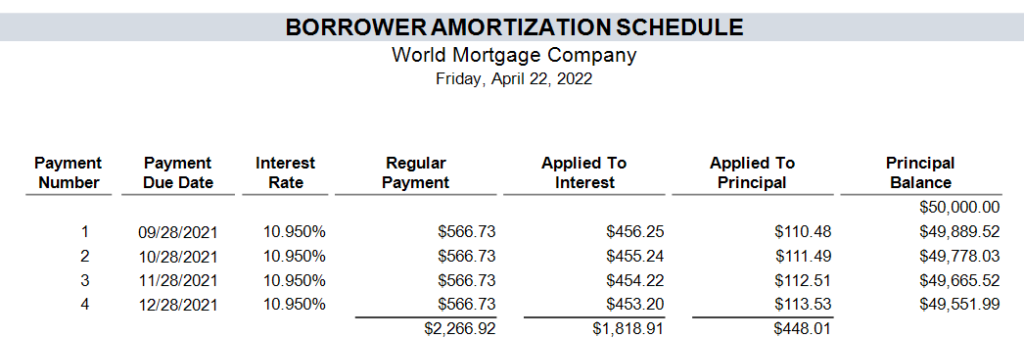 BORROWER AMORTIZATION SCHEDULE
World Mortgage Company
Friday, April 22, 2022
Payment Payment Interest Regular Applied To Applied To Principal
Number Due Date Rate Payment Interest Principal Balance
$50,000.00
1 09/28/2021 10.950% $566.73 $456.25 $110.48 $49,889.52
2 10/28/2021 10.950% $566.73 $455.24 $111.49 $49,778.03
3 11/28/2021 10.950% $566.73 $454.22 $112.51 $49,665.52
4 12/28/2021 10.950% $566.73 $453.20 $113.53 $49,551.99
$2,266.92 $1,818.91 $448.01